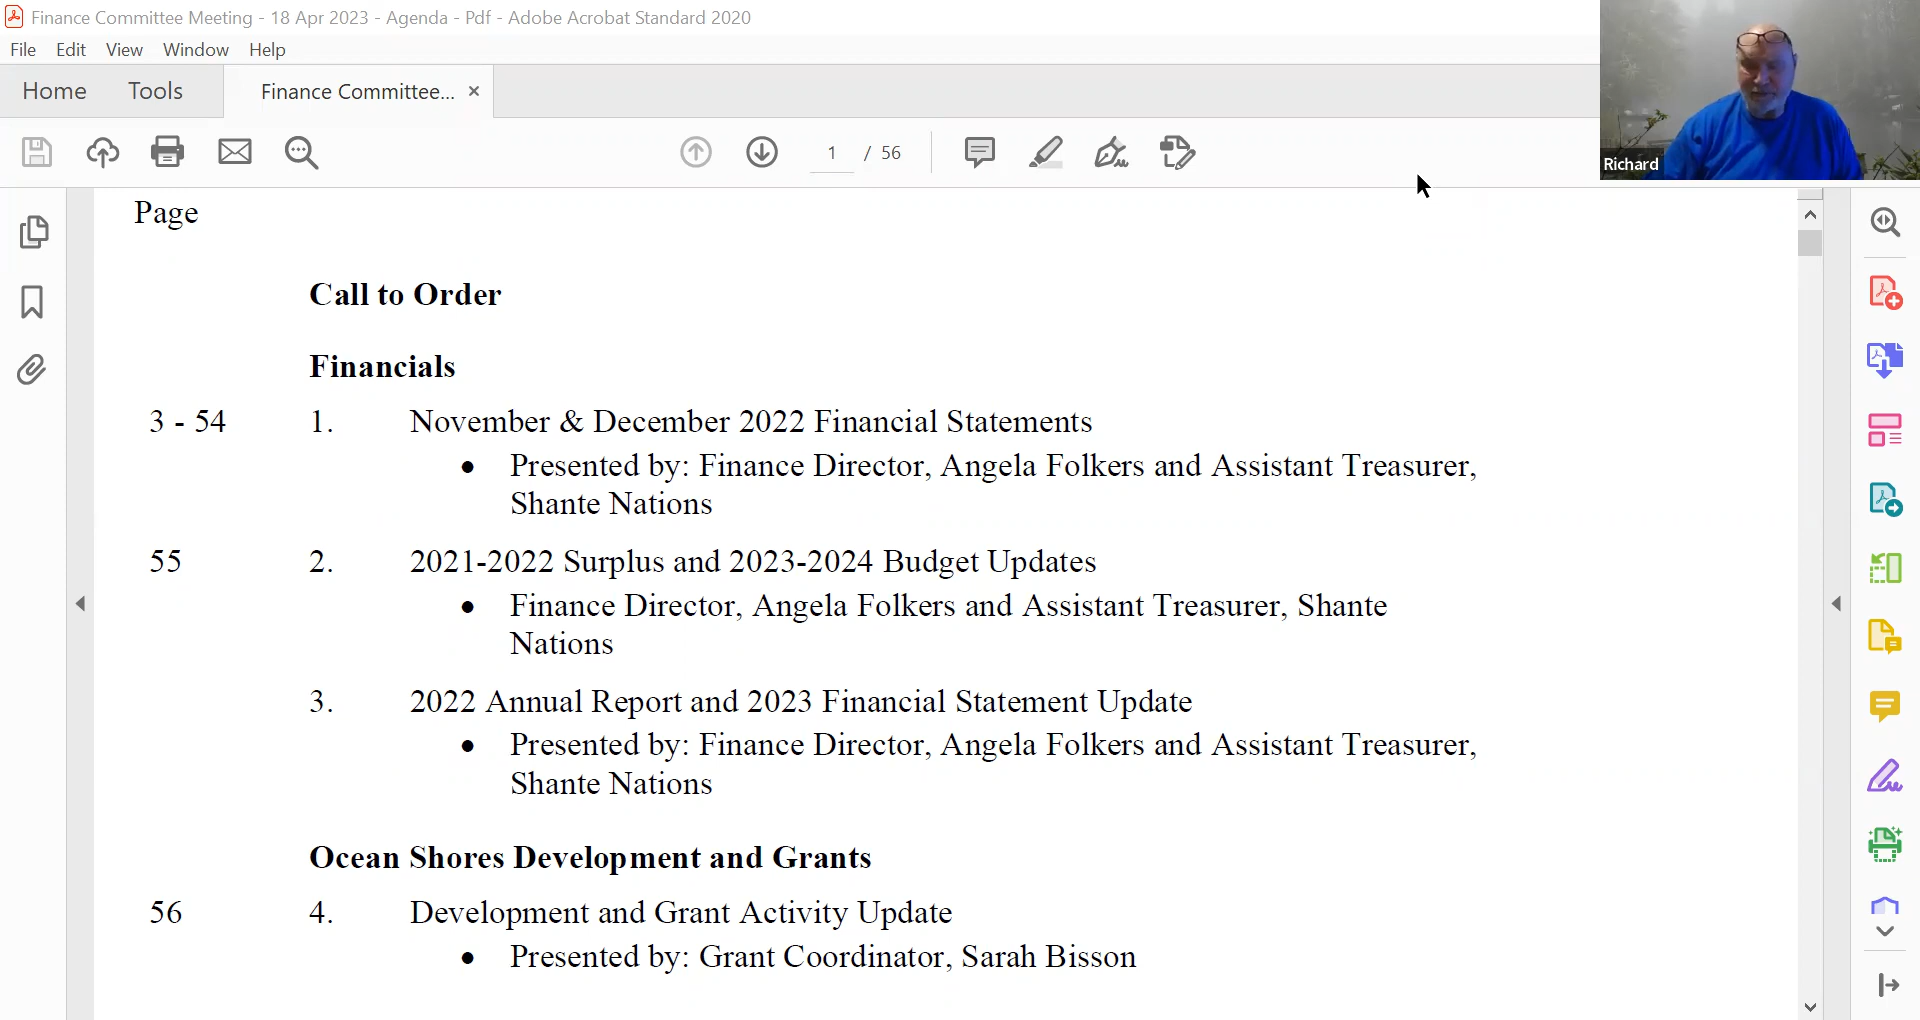 Finance Committee Meeting - 18 Apr 2023 - Agenda - Pdf - Adobe Acrobat Standard 2020
File Edit View Window Help
Home Tools Finance Committee... ×
1 / 56
Richard
Page
Call to Order
Financials
3 - 54 1. November & December 2022 Financial Statements
• Presented by: Finance Director, Angela Folkers and Assistant Treasurer,
Shante Nations
55 2. 2021-2022 Surplus and 2023-2024 Budget Updates
• Finance Director, Angela Folkers and Assistant Treasurer, Shante
Nations
3. 2022 Annual Report and 2023 Financial Statement Update
• Presented by: Finance Director, Angela Folkers and Assistant Treasurer,
Shante Nations
Ocean Shores Development and Grants
56 4. Development and Grant Activity Update
• Presented by: Grant Coordinator, Sarah Bisson